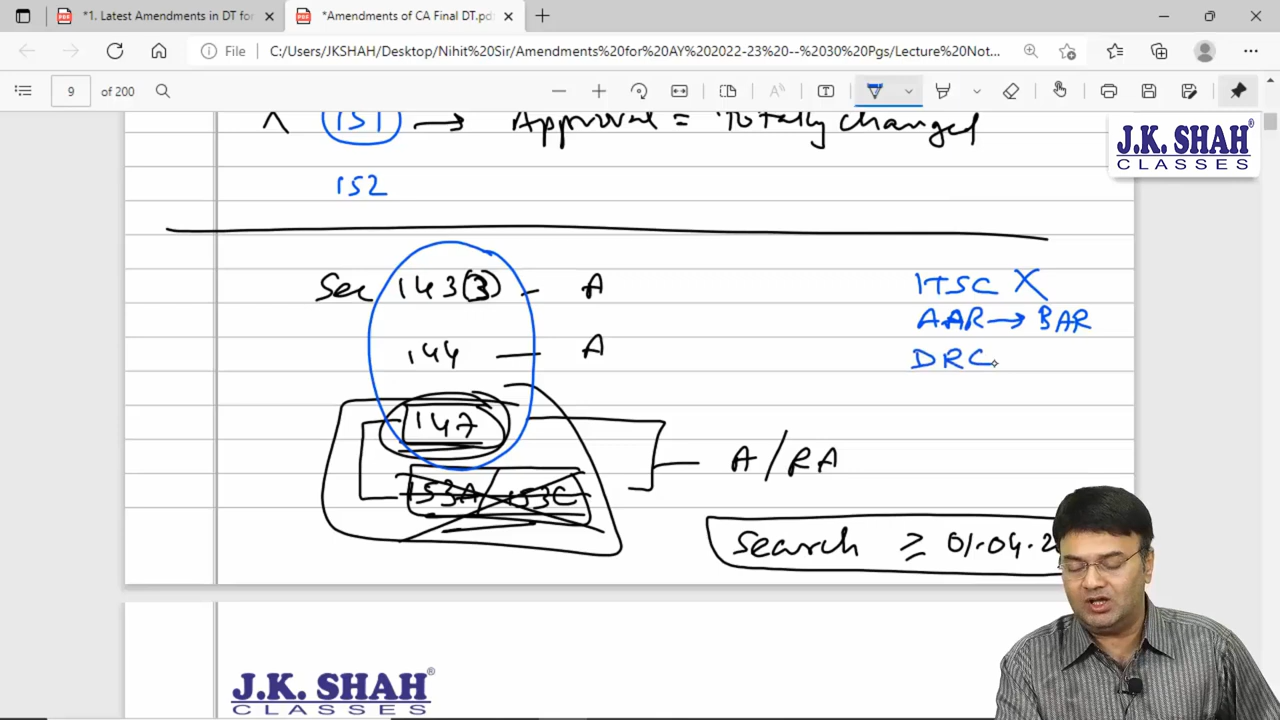 *1. Latest Amendments in DT for
*Amendments of CA Final DT.pdf
File C:/Users/JKSHAH/Desktop/Nihit%20Sir/Amendments%20for%20AY%202022-23%20--%2030%20Pgs/Lecture%20Not...
9 of 200
151 → Approval = Totally changed
J.K. SHAH
CLASSES
152
Sec 143(3) - A
ITSC X
AAR → BAR
144 - A
DRC
147
A/RA
153A 153C
Search ≥ 01.04.2
J.K. SHAH®
CLASSES